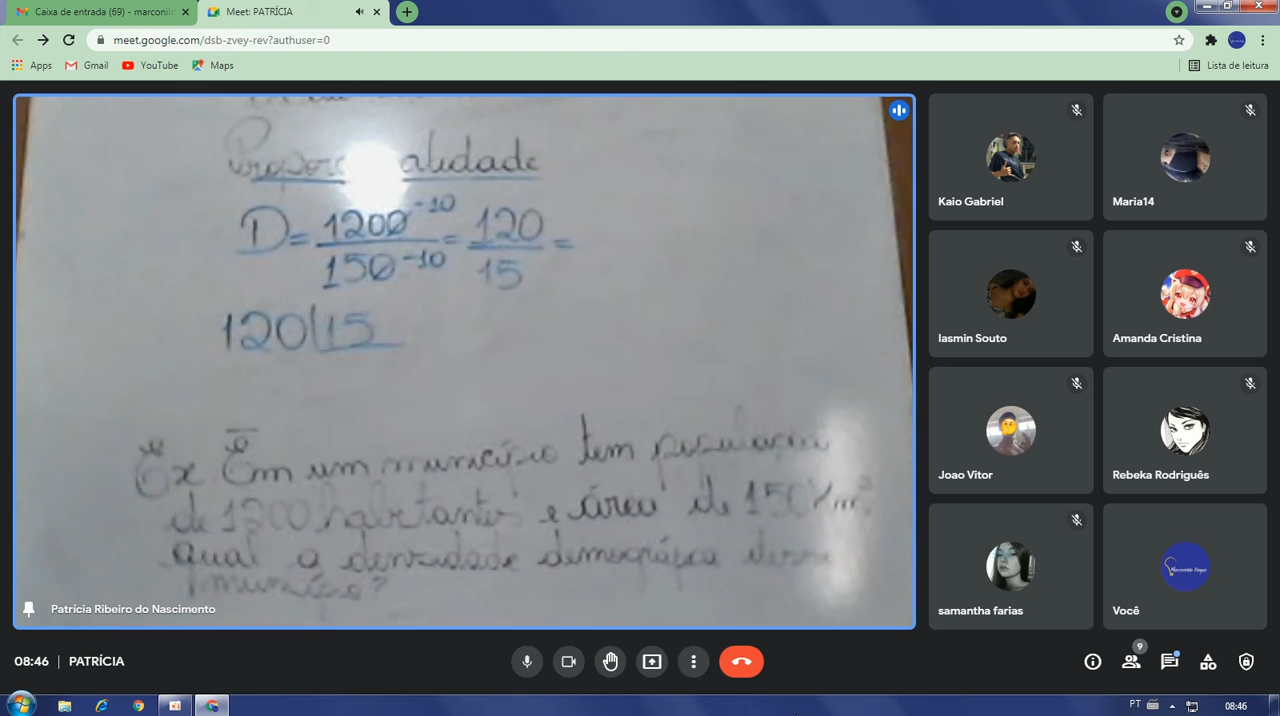 Caixa de entrada (69) - marconil
Meet: PATRÍCIA
meet.google.com/dsb-zvey-rev?authuser=0
Apps
Gmail
YouTube
Maps
Lista de leitura
D = 1200⁻¹⁰ / 150⁻¹⁰ = 120 / 15 =
120 | 15
Ex Em um município tem população
de 1200 habitantes e área de 150 Km²
qual a densidade demográfica desse
município?
Patrícia Ribeiro do Nascimento
Kaio Gabriel
Maria14
Iasmin Souto
Amanda Cristina
Joao Vitor
Rebeka Rodriguês
samantha farias
Você
08:46 | PATRÍCIA
9
PT
08:46